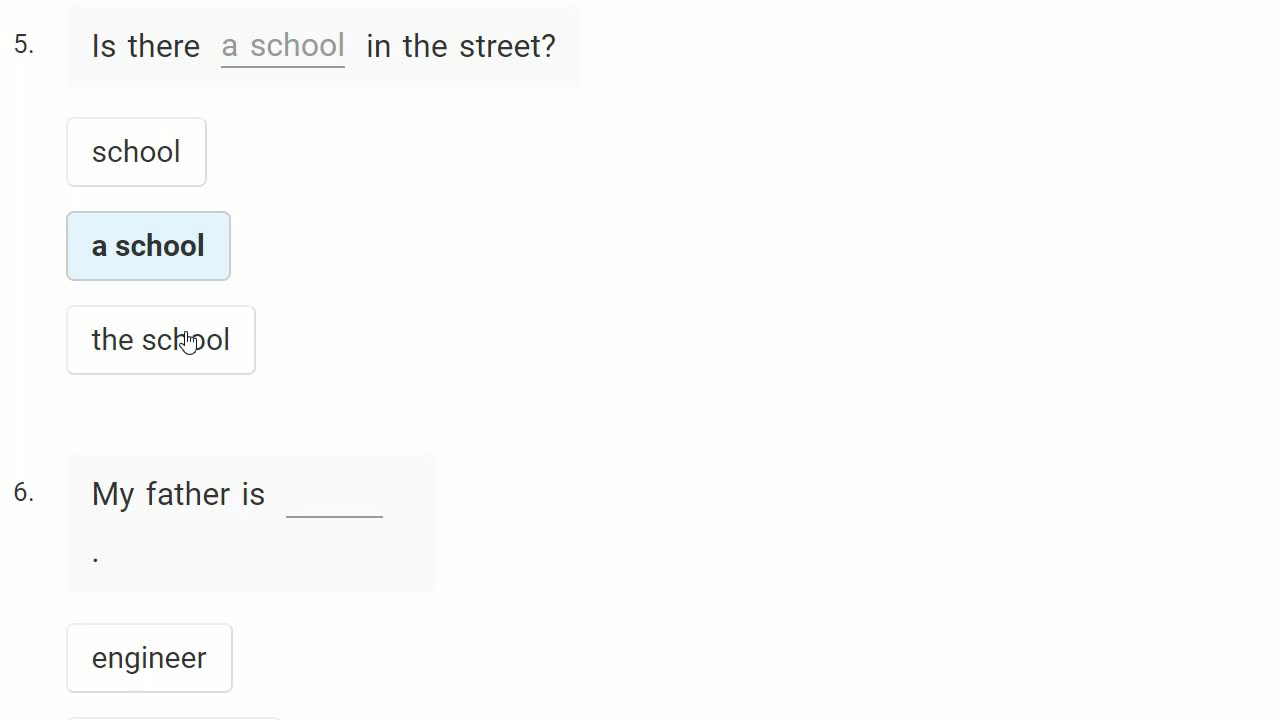 5. Is there a school in the street?
school
a school
the school
6. My father is
.
engineer